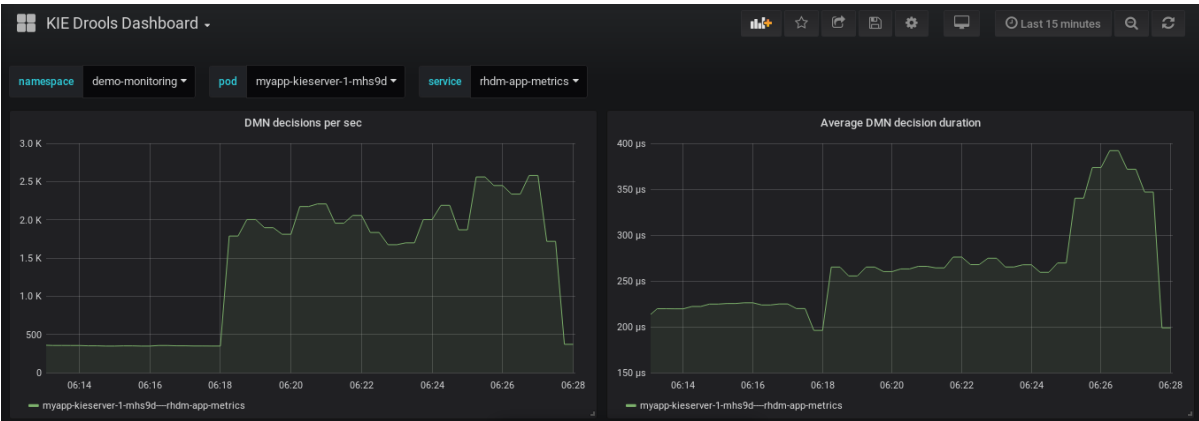 KIE Drools Dashboard
Last 15 minutes
namespace demo-monitoring pod myapp-kieserver-1-mhs9d service rhdm-app-metrics
DMN decisions per sec
3.0 K
2.5 K
2.0 K
1.5 K
1.0 K
500
0
06:14 06:16 06:18 06:20 06:22 06:24 06:26 06:28
myapp-kieserver-1-mhs9d—rhdm-app-metrics
Average DMN decision duration
400 µs
350 µs
300 µs
250 µs
200 µs
150 µs
06:14 06:16 06:18 06:20 06:22 06:24 06:26 06:28
myapp-kieserver-1-mhs9d—rhdm-app-metrics